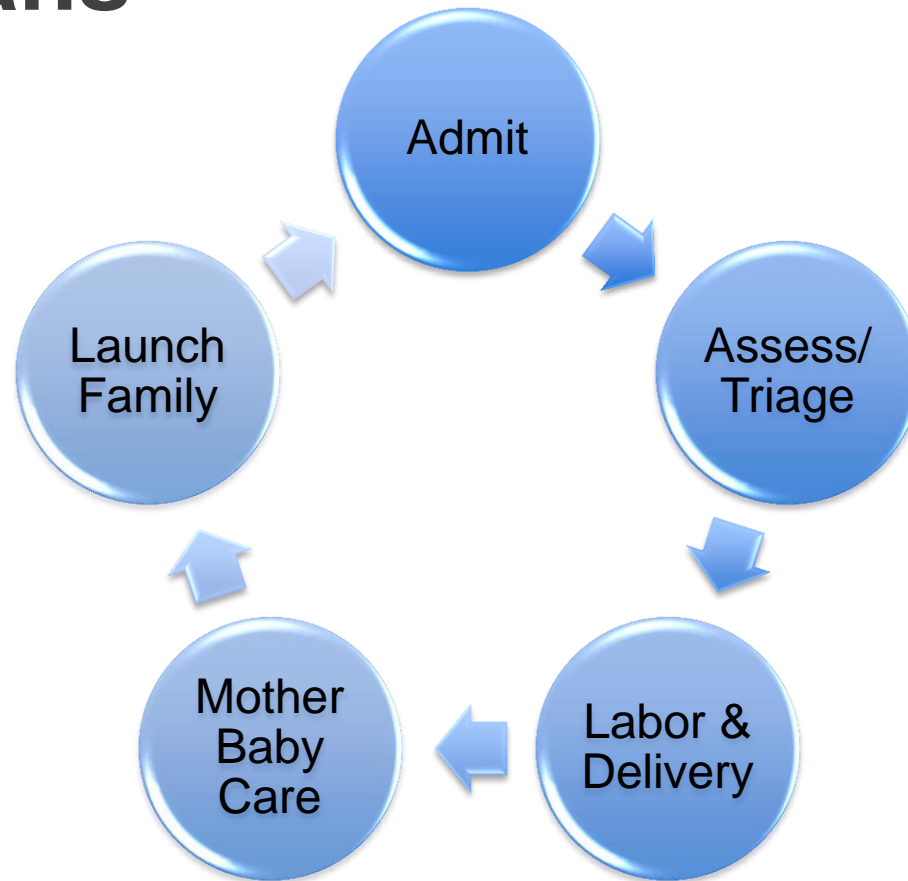 Admit
Assess/
Triage
Labor &
Delivery
Mother
Baby
Care
Launch
Family